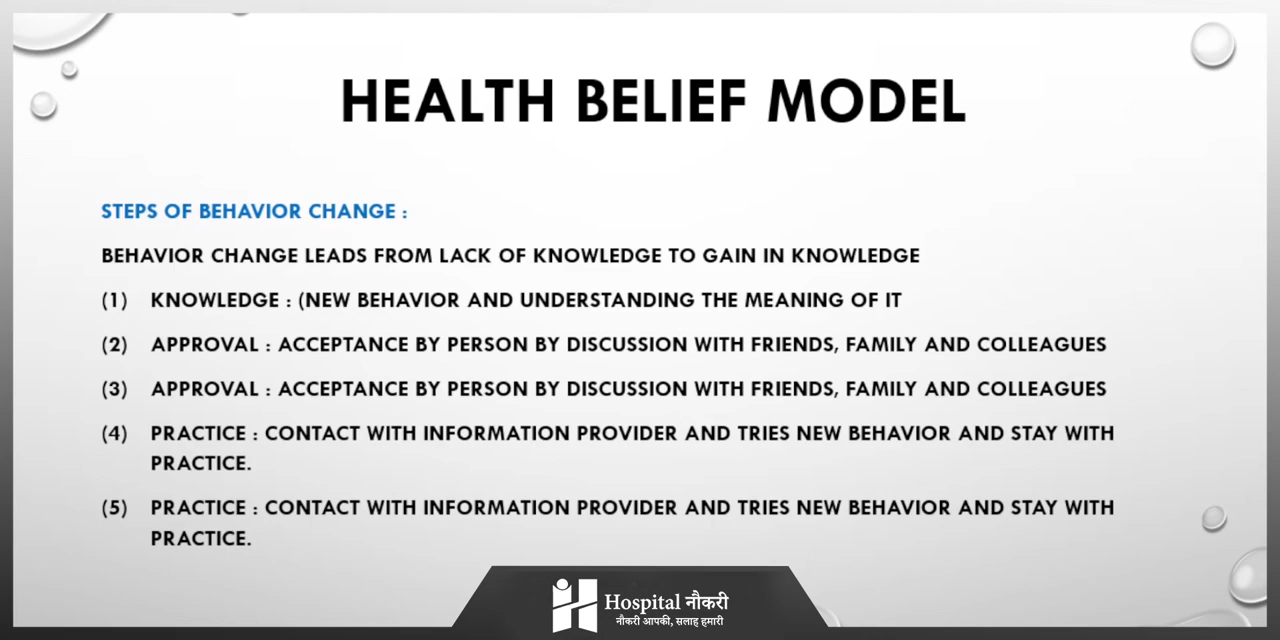 HEALTH BELIEF MODEL
STEPS OF BEHAVIOR CHANGE :
BEHAVIOR CHANGE LEADS FROM LACK OF KNOWLEDGE TO GAIN IN KNOWLEDGE
(1) KNOWLEDGE : (NEW BEHAVIOR AND UNDERSTANDING THE MEANING OF IT
(2) APPROVAL : ACCEPTANCE BY PERSON BY DISCUSSION WITH FRIENDS, FAMILY AND COLLEAGUES
(3) APPROVAL : ACCEPTANCE BY PERSON BY DISCUSSION WITH FRIENDS, FAMILY AND COLLEAGUES
(4) PRACTICE : CONTACT WITH INFORMATION PROVIDER AND TRIES NEW BEHAVIOR AND STAY WITH
PRACTICE.
(5) PRACTICE : CONTACT WITH INFORMATION PROVIDER AND TRIES NEW BEHAVIOR AND STAY WITH
PRACTICE.
Hospital नौकरी
नौकरी आपकी, सलाह हमारी